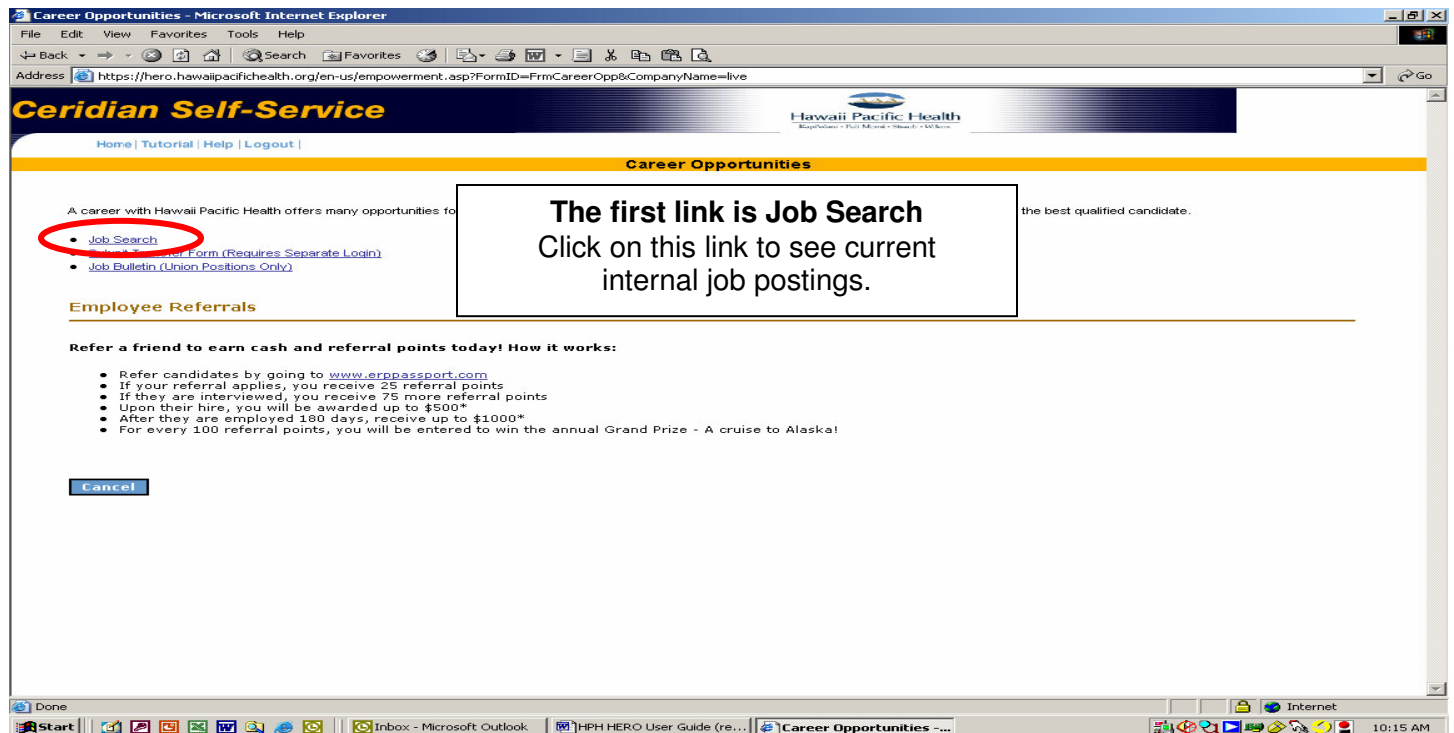 Career Opportunities - Microsoft Internet Explorer
File Edit View Favorites Tools Help
Back Search Favorites
Address https://hero.hawaiipacifichealth.org/en-us/empowerment.asp?FormID=FrmCareerOpp&CompanyName=live Go
Ceridian Self-Service
Hawaii Pacific Health
Home | Tutorial | Help | Logout |
Career Opportunities
A career with Hawaii Pacific Health offers many opportunities fo the best qualified candidate.
The first link is Job Search
Click on this link to see current
internal job postings.
• Job Search
Form (Requires Separate Login)
• Job Bulletin (Union Positions Only)
Employee Referrals
Refer a friend to earn cash and referral points today! How it works:
• Refer candidates by going to www.erppassport.com
• If your referral applies, you receive 25 referral points
• If they are interviewed, you receive 75 more referral points
• Upon their hire, you will be awarded up to $500*
• After they are employed 180 days, receive up to $1000*
• For every 100 referral points, you will be entered to win the annual Grand Prize - A cruise to Alaska!
Cancel
Done Internet
Start Inbox - Microsoft Outlook HPH HERO User Guide (re... Career Opportunities -... 10:15 AM